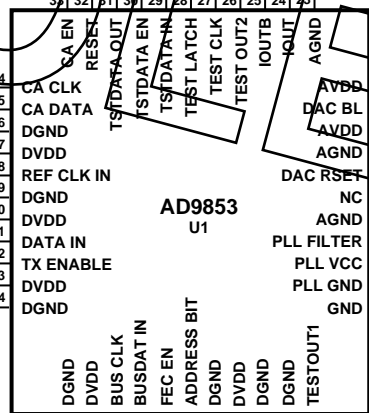 33 32 31 30 29 28 27 26 25 24 23
CA EN
RESET
TSTDATA OUT
TSTDATA EN
TSTDATA IN
TEST LATCH
TEST CLK
TEST OUT2
IOUTB
IOUT
AGND
CA CLK
CA DATA
DGND
DVDD
REF CLK IN
DGND
DVDD
DATA IN
TX ENABLE
DVDD
DGND
AD9853
U1
AVDD
DAC BL
AVDD
AGND
DAC RSET
NC
AGND
PLL FILTER
PLL VCC
PLL GND
GND
DGND
DVDD
BUS CLK
BUSDAT IN
FEC EN
ADDRESS BIT
DGND
DVDD
DGND
DGND
TESTOUT1